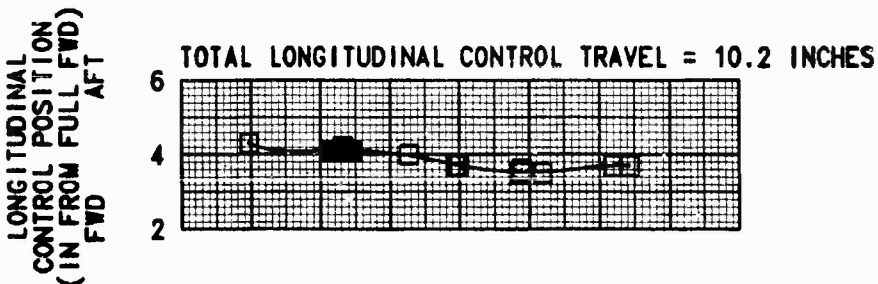 LONGITUDINAL
CONTROL POSITION
(IN FROM FULL FWD)
FWD AFT
TOTAL LONGITUDINAL CONTROL TRAVEL = 10.2 INCHES
6
4
2